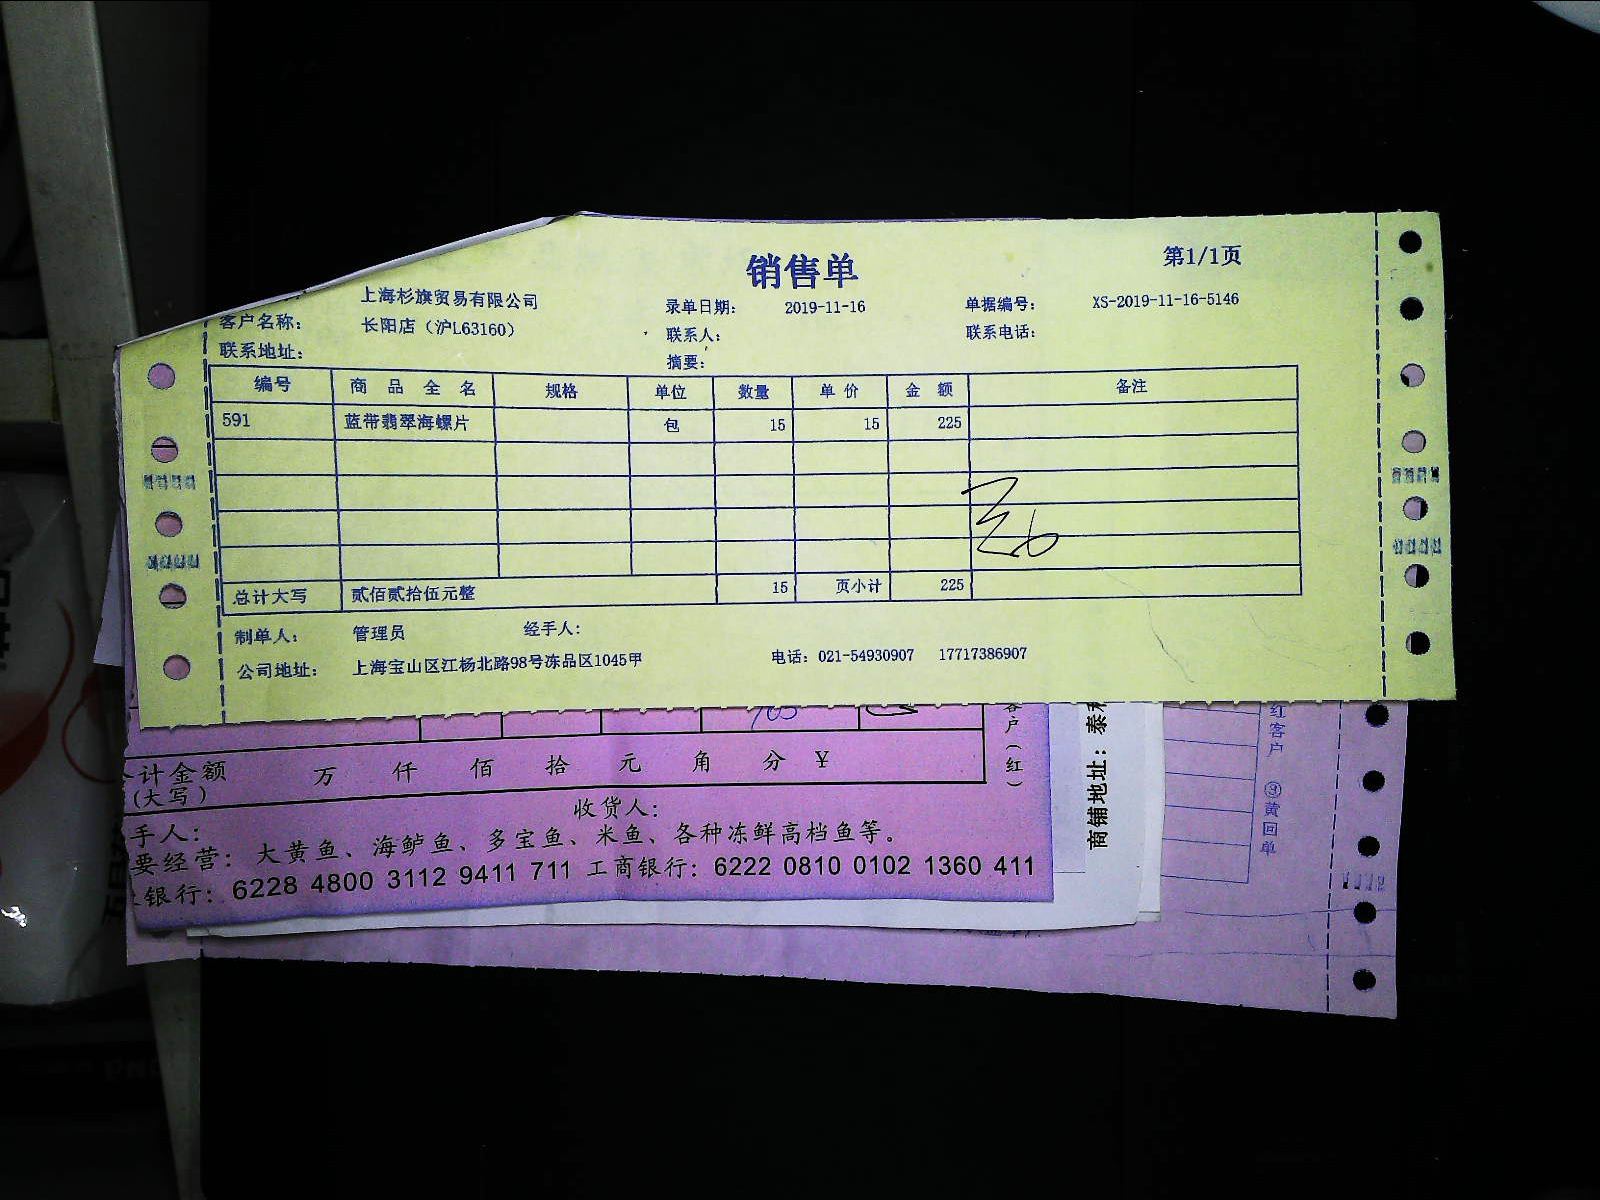 销售单
第1/1页
上海杉旗贸易有限公司
录单日期: 2019-11-16 单据编号: XS-2019-11-16-5146
客户名称: 长阳店（沪L63160） 联系人: 联系电话:
联系地址: 摘要:
编号 商品全名 规格 单位 数量 单价 金额 备注
591 蓝带翡翠海螺片 包 15 15 225
总计大写 贰佰贰拾伍元整 15 页小计 225
制单人: 管理员 经手人:
公司地址: 上海宝山区江杨北路98号冻品区1045甲 电话: 021-54930907 17717386907
计金额 万 仟 佰 拾 元 角 分 ¥
(大写)
收货人:
手人:
要经营: 大黄鱼、海鲈鱼、多宝鱼、米鱼、各种冻鲜高档鱼等。
银行: 6228 4800 3112 9411 711 工商银行: 6222 0810 0102 1360 411
客户（红）
商铺地址: 泰
红客户 ③黄回单